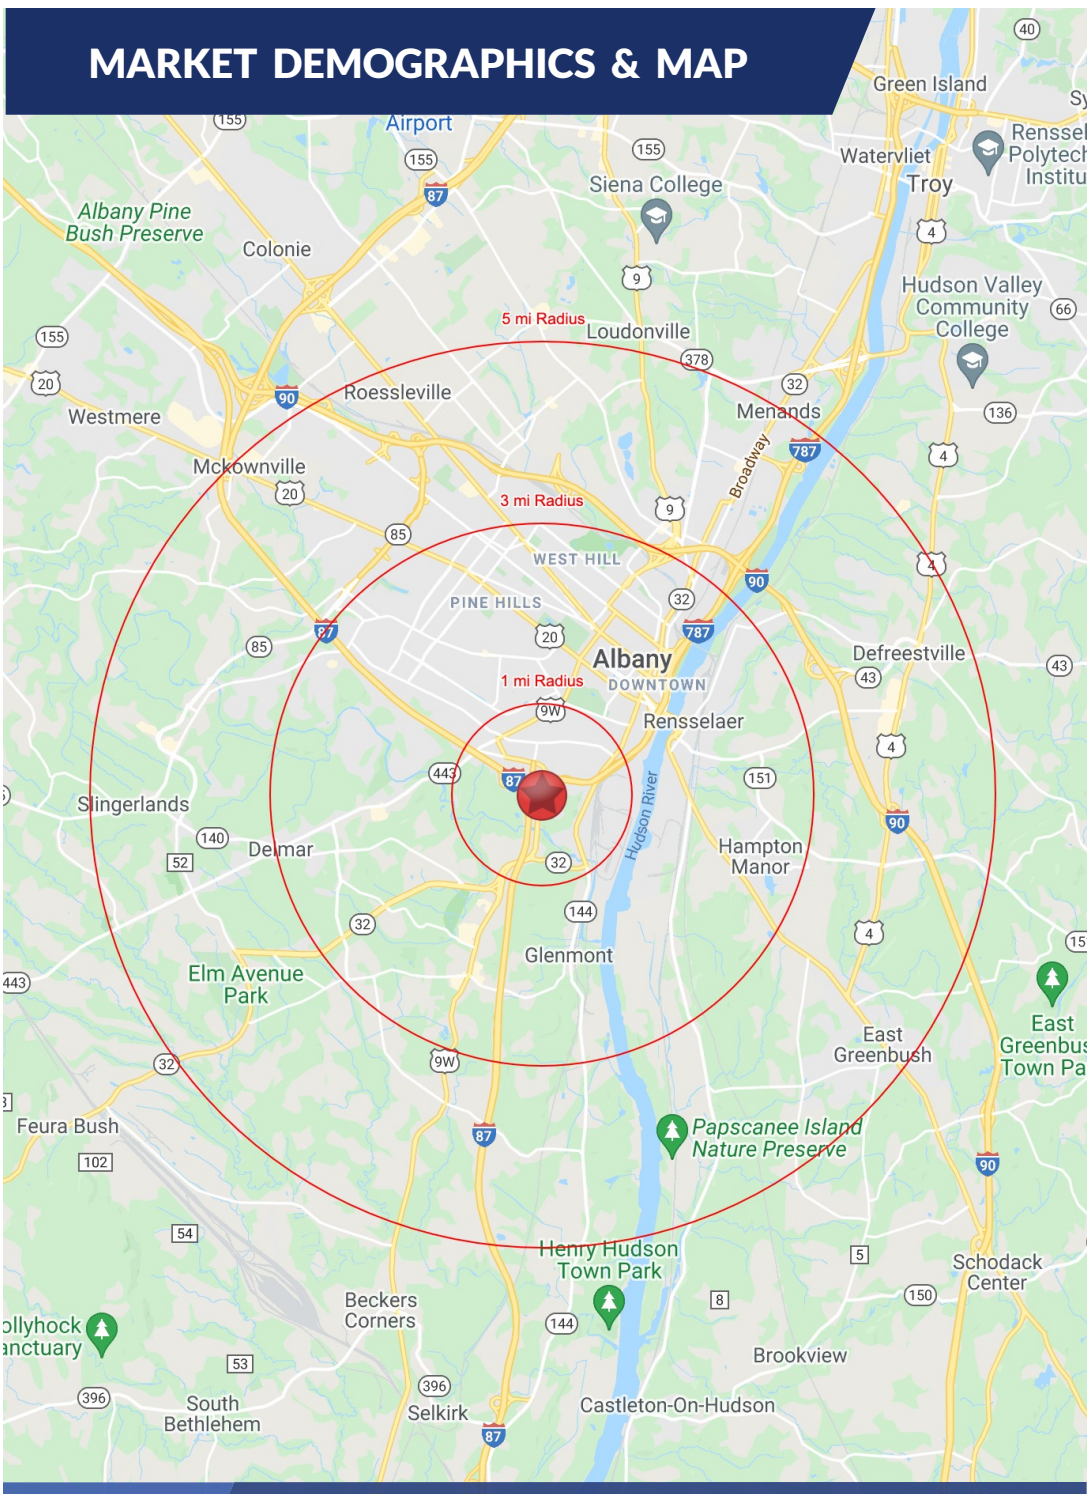 MARKET DEMOGRAPHICS & MAP
40
Green Island
155
Airport
155
155
Watervliet
Troy
Siena College
87
Albany Pine
Bush Preserve
4
Colonie
9
Hudson Valley
Community
College
66
5 mi Radius
Loudonville
155
378
20
90
Roessleville
32
Westmere
Menands
136
787
Broadway
4
Mckownville
20
3 mi Radius
9
85
WEST HILL
4
90
PINE HILLS
32
87
20
787
85
Albany
Defreestville
43
43
1 mi Radius
DOWNTOWN
9W
Rensselaer
4
443
87
151
Slingerlands
Hudson River
90
140
Delmar
52
32
Hampton
Manor
144
32
4
Glenmont
443
Elm Avenue
Park
East
Greenbush
32
9W
Feura Bush
87
Papscanee Island
Nature Preserve
102
90
54
Henry Hudson
Town Park
5
Schodack
Center
Beckers
Corners
144
8
150
53
Brookview
396
396
South
Bethlehem
Selkirk
Castleton-On-Hudson
87
East